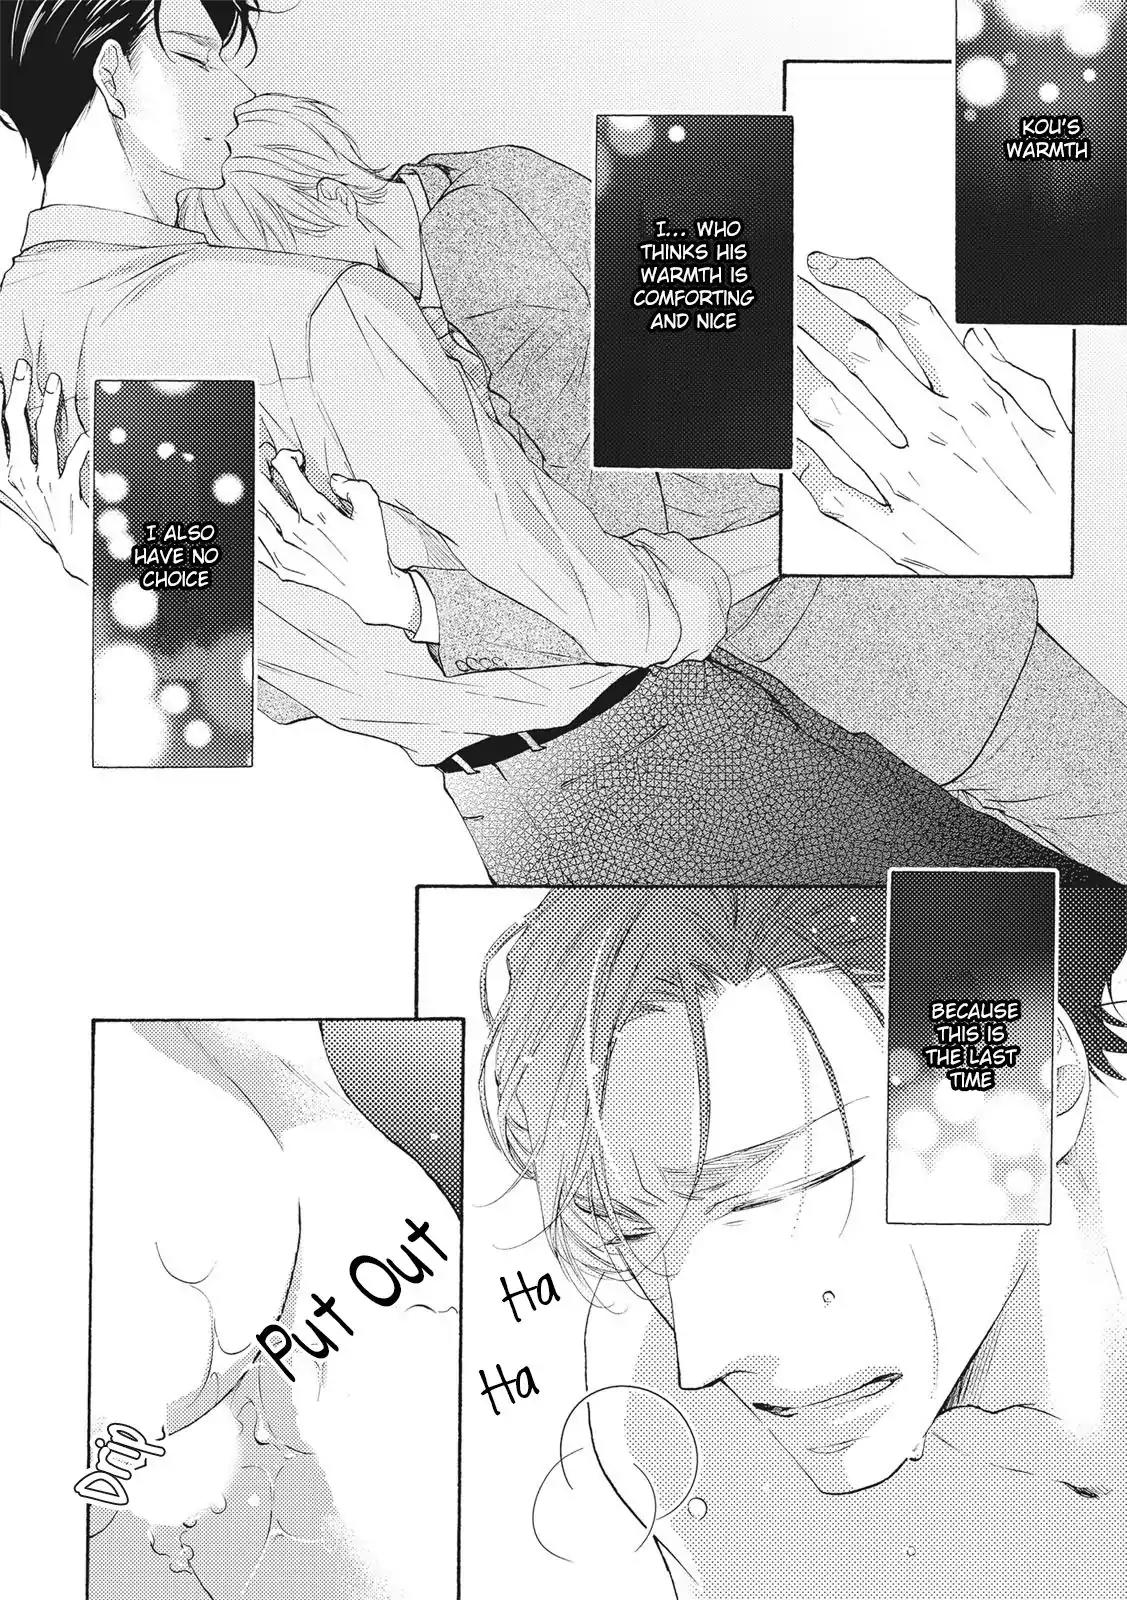 KOU'S
WARMTH
I... WHO
THINKS HIS
WARMTH IS
COMFORTING
AND NICE
I ALSO
HAVE NO
CHOICE
BECAUSE
THIS IS
THE LAST
TIME
Ha
Ha
Put Out
Drip